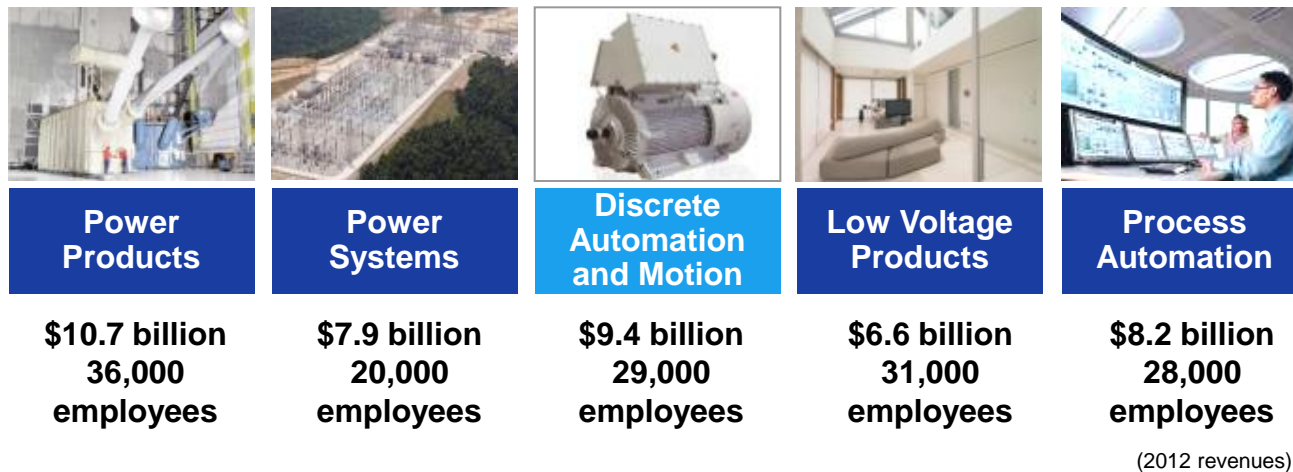 Power
Products
Power
Systems
Discrete
Automation
and Motion
Low Voltage
Products
Process
Automation
$10.7 billion
36,000
employees
$7.9 billion
20,000
employees
$9.4 billion
29,000
employees
$6.6 billion
31,000
employees
$8.2 billion
28,000
employees
(2012 revenues)